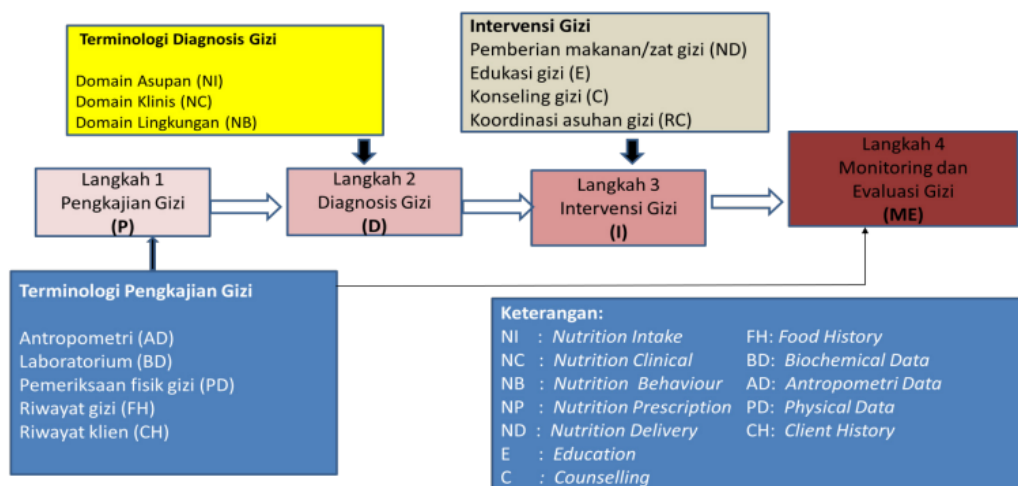 Terminologi Diagnosis Gizi
Domain Asupan (NI)
Domain Klinis (NC)
Domain Lingkungan (NB)
Intervensi Gizi
Pemberian makanan/zat gizi (ND)
Edukasi gizi (E)
Konseling gizi (C)
Koordinasi asuhan gizi (RC)
Langkah 1
Pengkajian Gizi
(P)
Langkah 2
Diagnosis Gizi
(D)
Langkah 3
Intervensi Gizi
(I)
Langkah 4
Monitoring dan
Evaluasi Gizi
(ME)
Terminologi Pengkajian Gizi
Antropometri (AD)
Laboratorium (BD)
Pemeriksaan fisik gizi (PD)
Riwayat gizi (FH)
Riwayat klien (CH)
Keterangan:
NI : Nutrition Intake FH: Food History
NC : Nutrition Clinical BD: Biochemical Data
NB : Nutrition Behaviour AD: Antropometri Data
NP : Nutrition Prescription PD: Physical Data
ND : Nutrition Delivery CH: Client History
E : Education
C : Counselling